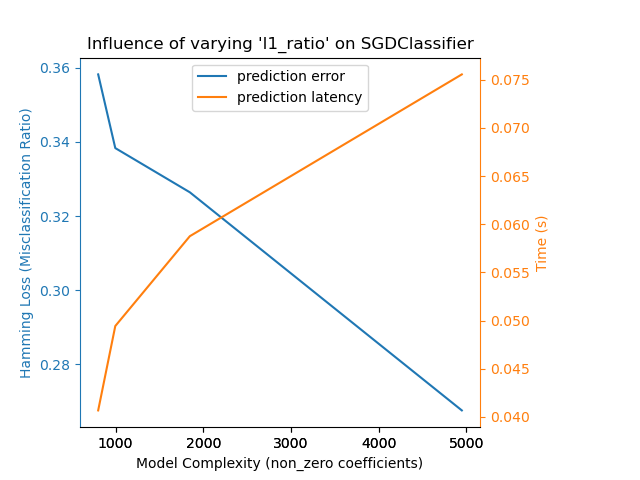 Influence of varying 'l1_ratio' on SGDClassifier
prediction error
prediction latency
Hamming Loss (Misclassification Ratio)
0.36
0.34
0.32
0.30
0.28
0.075
0.070
0.065
0.060
0.055
0.050
0.045
0.040
Time (s)
1000 2000 3000 4000 5000
Model Complexity (non_zero coefficients)